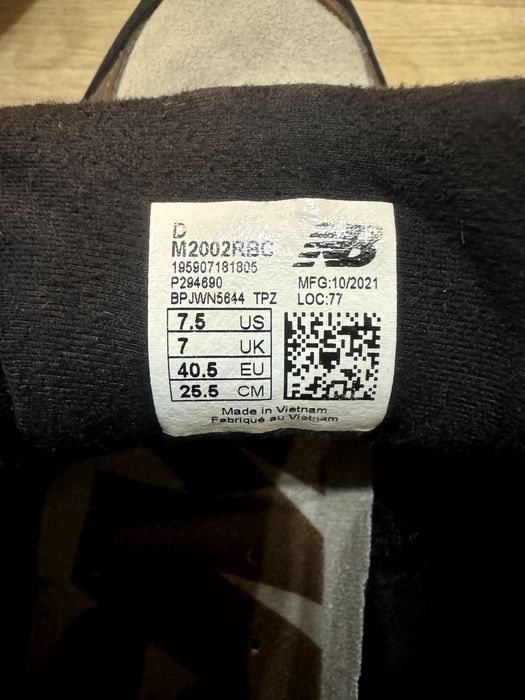 D
M2002RBC
195907181805
P294690
MFG:10/2021
BPJWN5644 TPZ
LOC:77
7.5 US
7 UK
40.5 EU
25.5 CM
Made in Vietnam
Fabriqué au Vietnam
NB